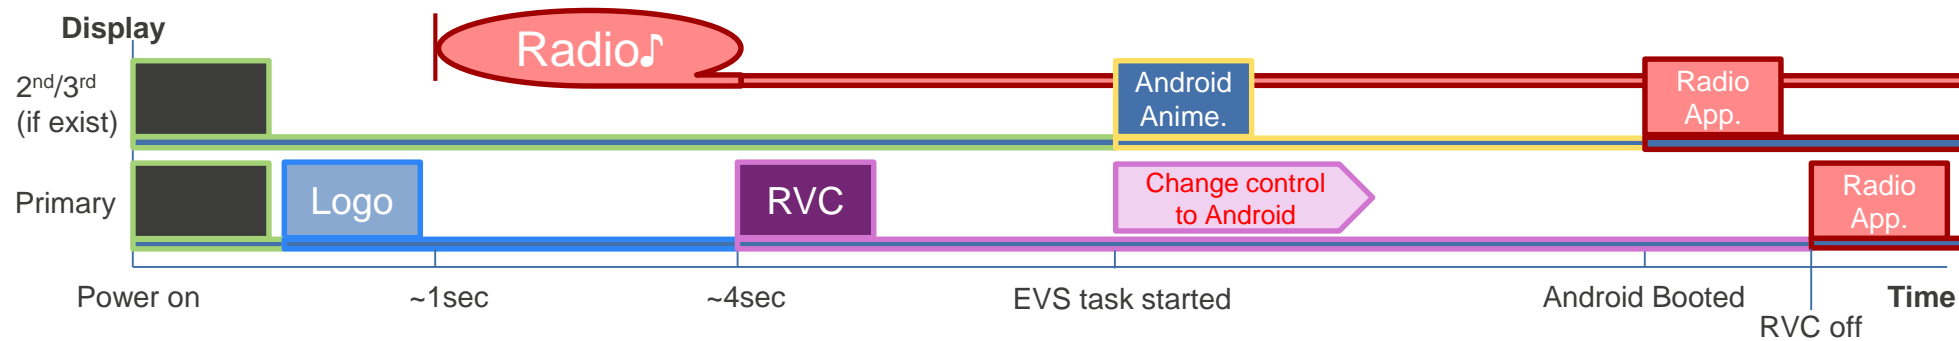 Display
Radio♪
2nd/3rd
(if exist)
Android
Anime.
Radio
App.
Primary
Logo
RVC
Change control
to Android
Radio
App.
Power on
~1sec
~4sec
EVS task started
Android Booted
Time
RVC off